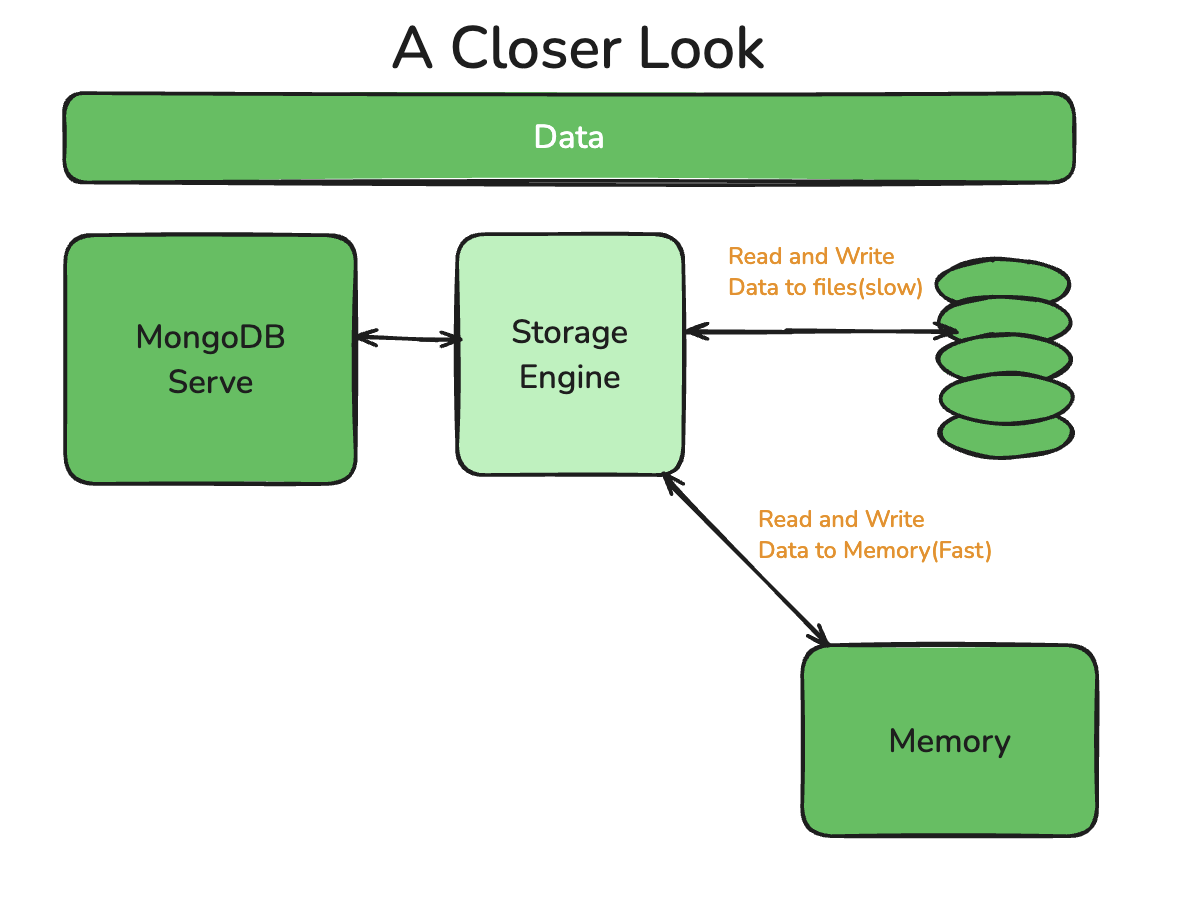 A Closer Look
Data
MongoDB
Serve
Storage
Engine
Read and Write
Data to files(slow)
Read and Write
Data to Memory(Fast)
Memory